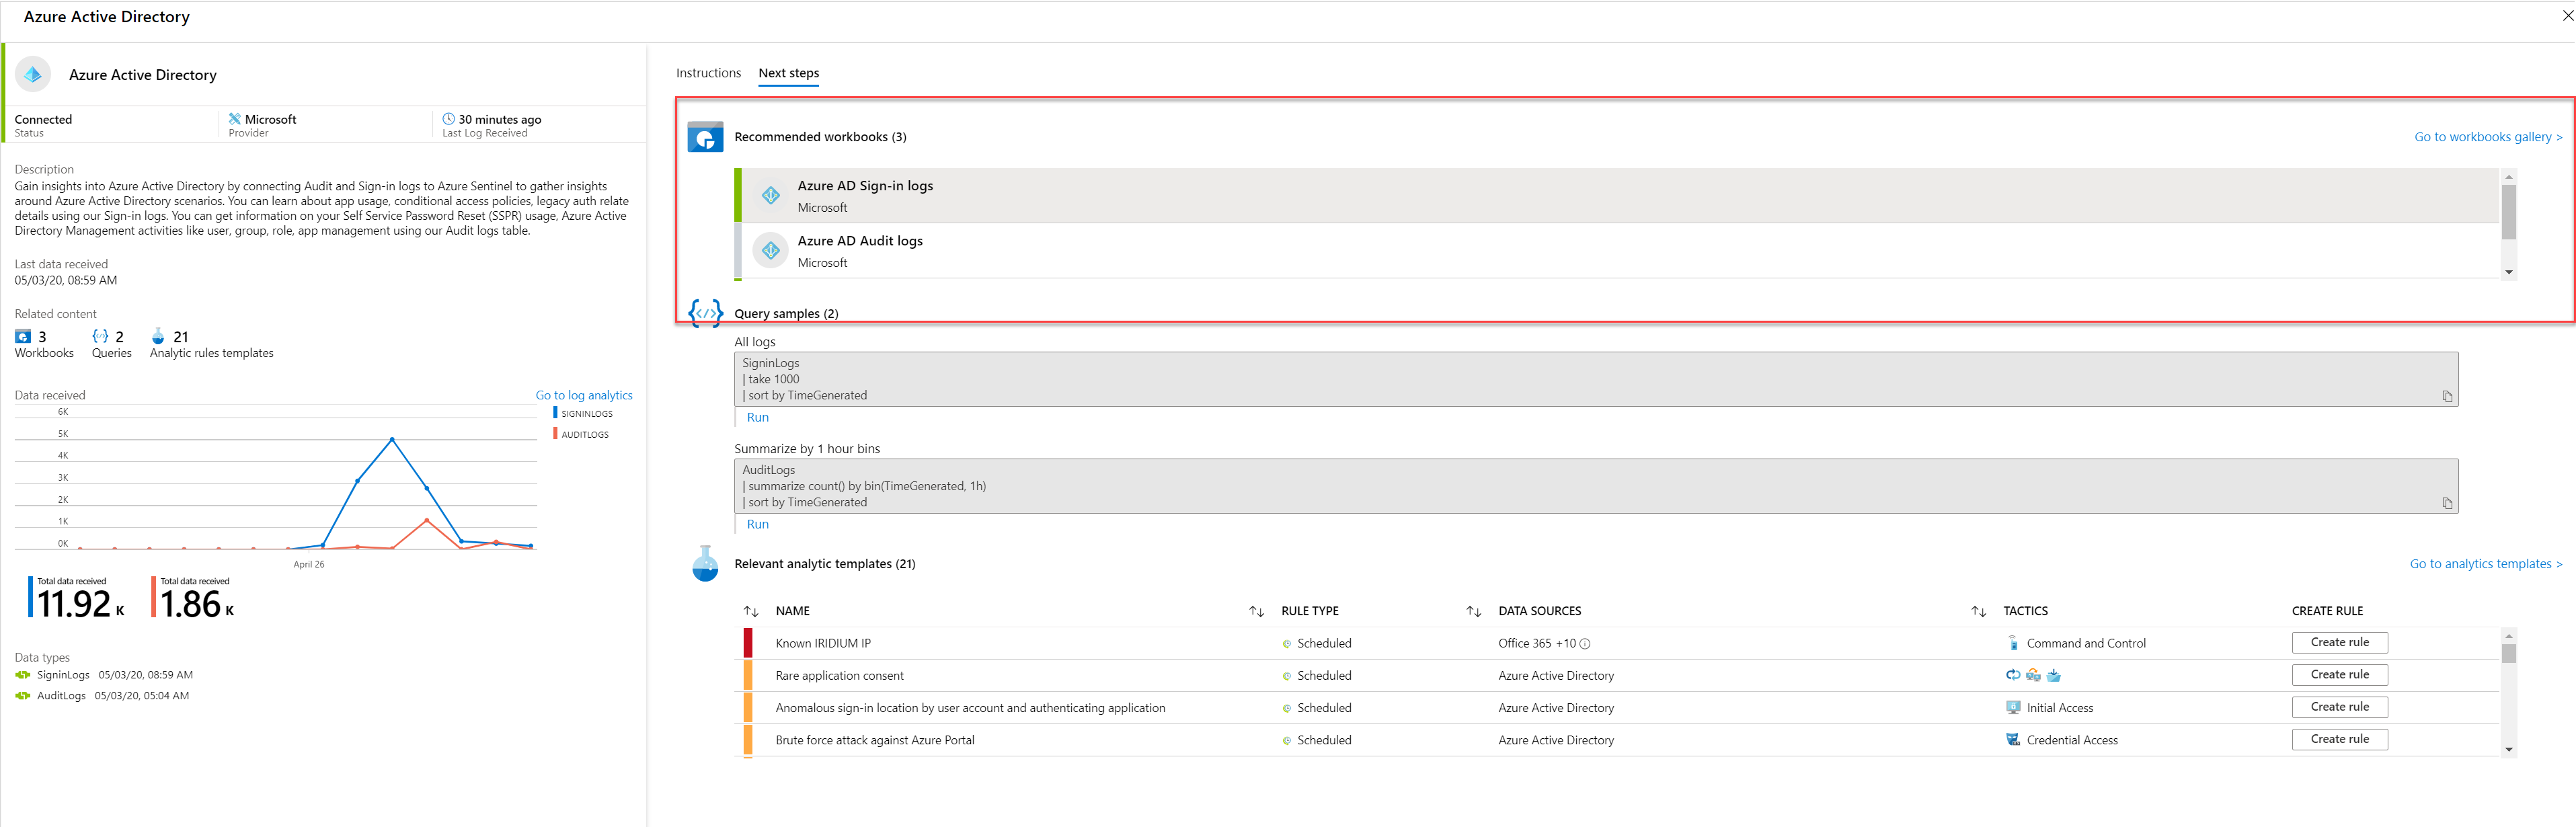 Azure Active Directory
Azure Active Directory
Connected
Status
Microsoft
Provider
30 minutes ago
Last Log Received
Description
Gain insights into Azure Active Directory by connecting Audit and Sign-in logs to Azure Sentinel to gather insights
around Azure Active Directory scenarios. You can learn about app usage, conditional access policies, legacy auth relate
details using our Sign-in logs. You can get information on your Self Service Password Reset (SSPR) usage, Azure Active
Directory Management activities like user, group, role, app management using our Audit logs table.
Last data received
05/03/20, 08:59 AM
Related content
3
Workbooks
2
Queries
21
Analytic rules templates
Data received
Go to log analytics
6K
5K
4K
3K
2K
1K
0K
April 26
SIGNINLOGS
AUDITLOGS
Total data received
11.92 K
Total data received
1.86 K
Data types
SigninLogs 05/03/20, 08:59 AM
AuditLogs 05/03/20, 05:04 AM
Instructions
Next steps
Recommended workbooks (3)
Go to workbooks gallery >
Azure AD Sign-in logs
Microsoft
Azure AD Audit logs
Microsoft
Query samples (2)
All logs
SigninLogs
| take 1000
| sort by TimeGenerated
Run
Summarize by 1 hour bins
AuditLogs
| summarize count() by bin(TimeGenerated, 1h)
| sort by TimeGenerated
Run
Relevant analytic templates (21)
Go to analytics templates >
NAME RULE TYPE DATA SOURCES TACTICS CREATE RULE
Known IRIDIUM IP Scheduled Office 365 +10 Command and Control Create rule
Rare application consent Scheduled Azure Active Directory Create rule
Anomalous sign-in location by user account and authenticating application Scheduled Azure Active Directory Initial Access Create rule
Brute force attack against Azure Portal Scheduled Azure Active Directory Credential Access Create rule